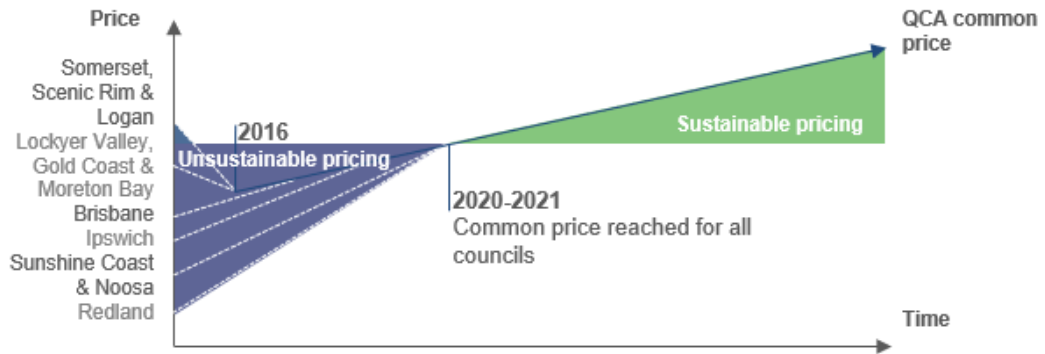 Price
QCA common
price
Somerset,
Scenic Rim &
Logan
Lockyer Valley,
Gold Coast &
Moreton Bay
Brisbane
Ipswich
Sunshine Coast
& Noosa
Redland
2016
Unsustainable pricing
Sustainable pricing
2020-2021
Common price reached for all
councils
Time